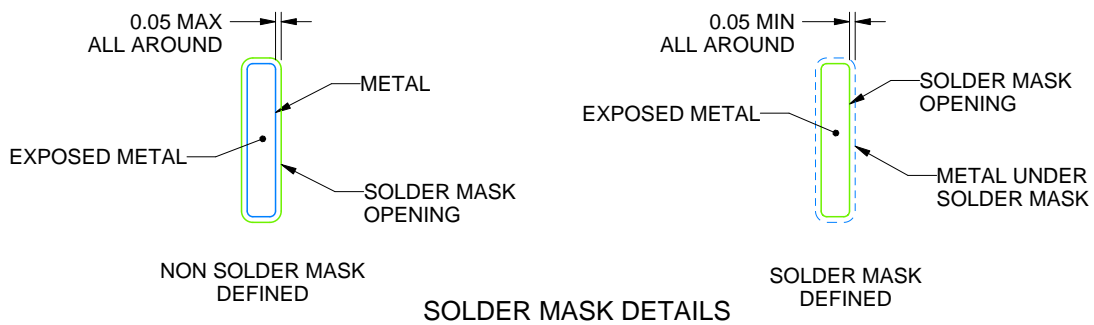 0.05 MAX
ALL AROUND
METAL
EXPOSED METAL
SOLDER MASK
OPENING
NON SOLDER MASK
DEFINED
0.05 MIN
ALL AROUND
SOLDER MASK
OPENING
EXPOSED METAL
METAL UNDER
SOLDER MASK
SOLDER MASK
DEFINED
SOLDER MASK DETAILS